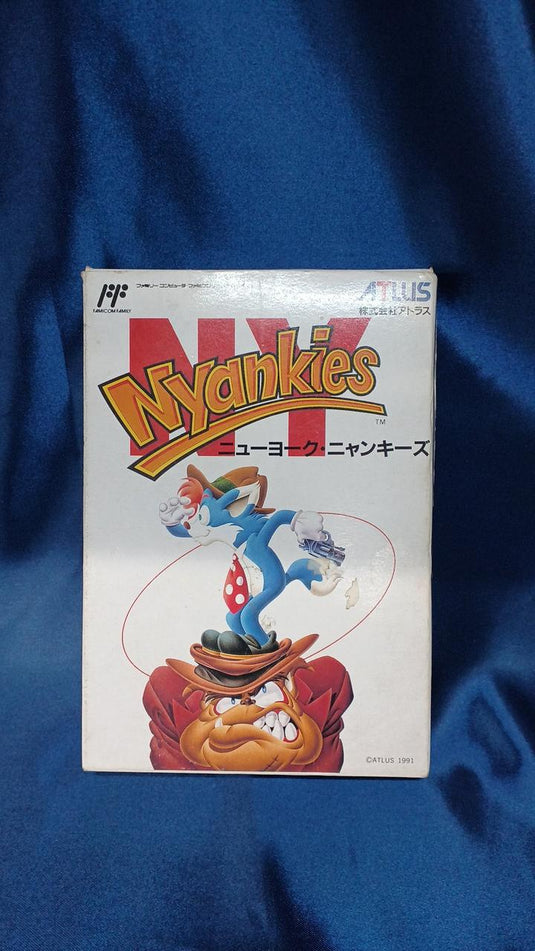 ファミリー コンピュータ
FAMICOM FAMILY
ATLUS
株式会社アトラス
NY
Nyankies
TM
ニューヨーク・ニャンキーズ
©ATLUS 1991